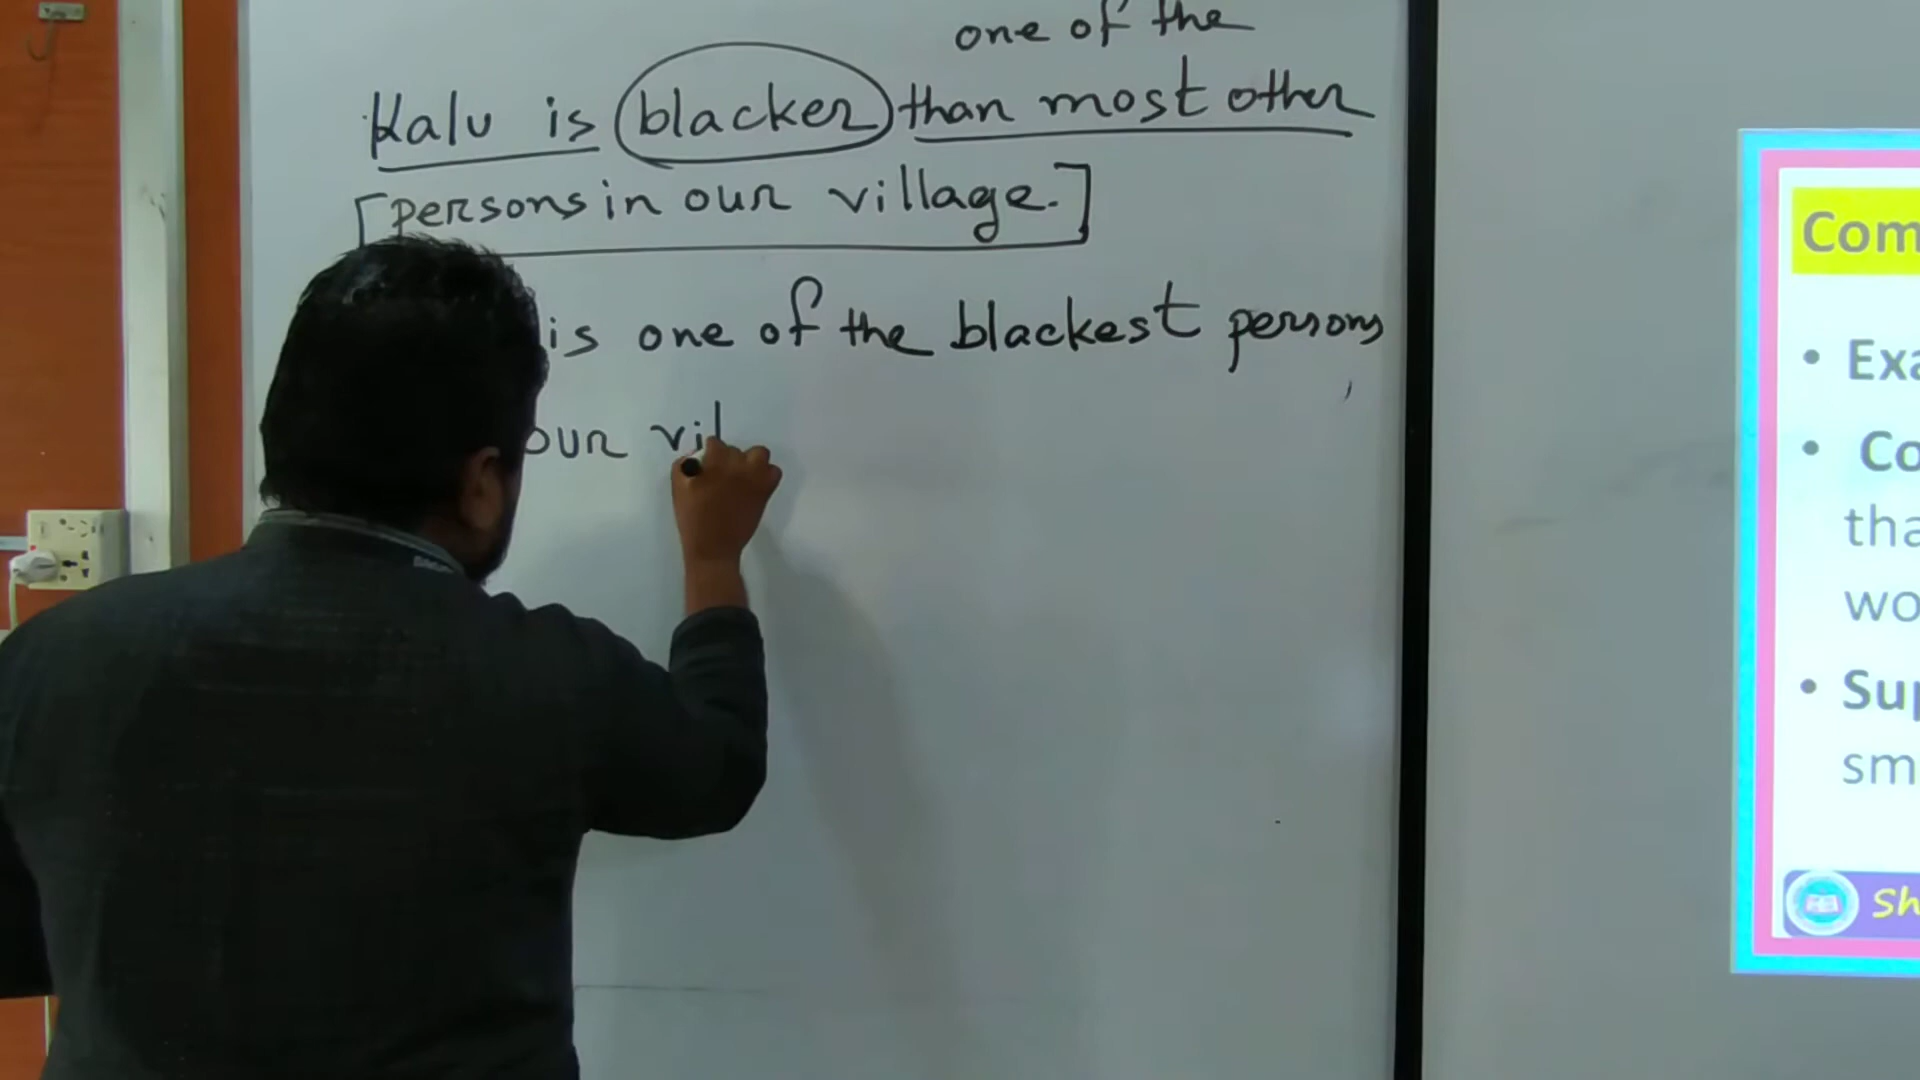 one of the
Kalu is blacker than most other
[persons in our village.]
is one of the blackest persons
our vil
Com
• Exa
• Co
tha
wo
• Sup
sm
Sh